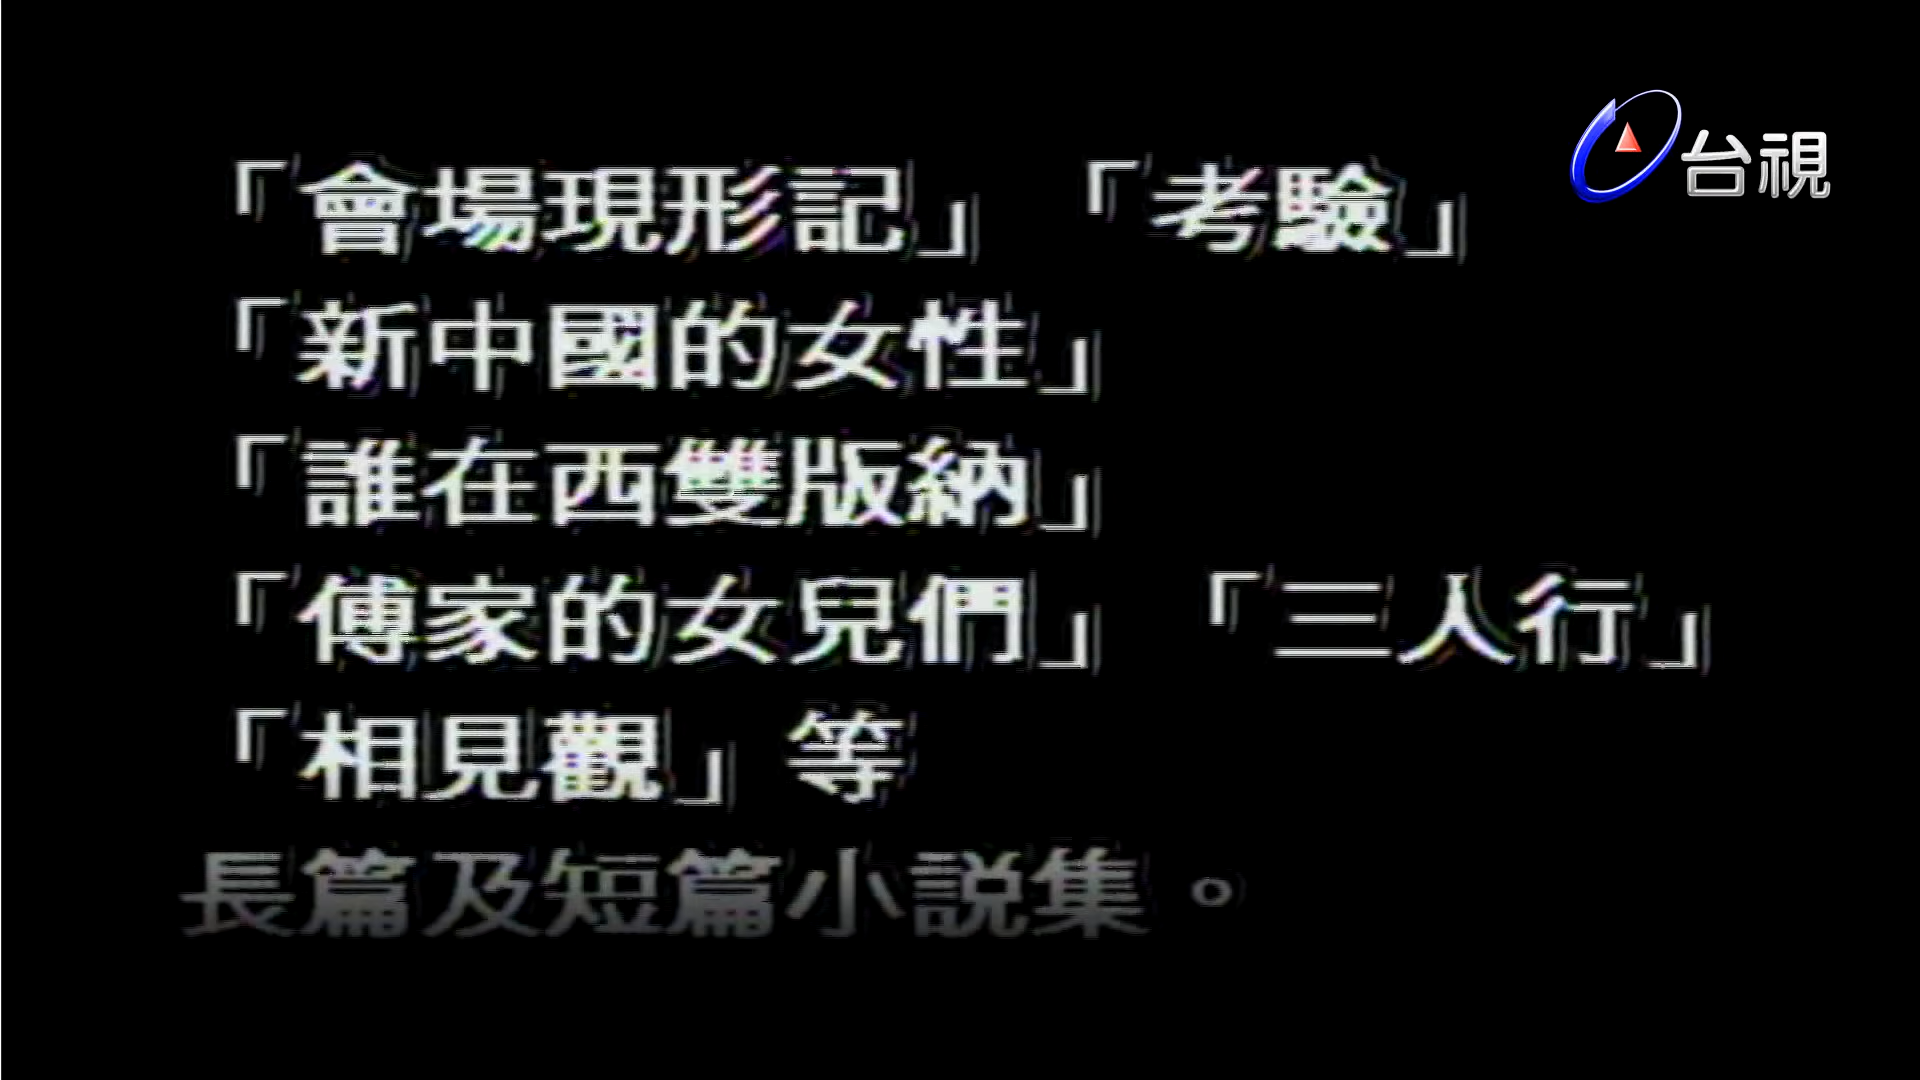 台視
「會場現形記」「考驗」
「新中國的女性」
「誰在西雙版納」
「傅家的女兒們」「三人行」
「相見觀」等
長篇及短篇小說集。